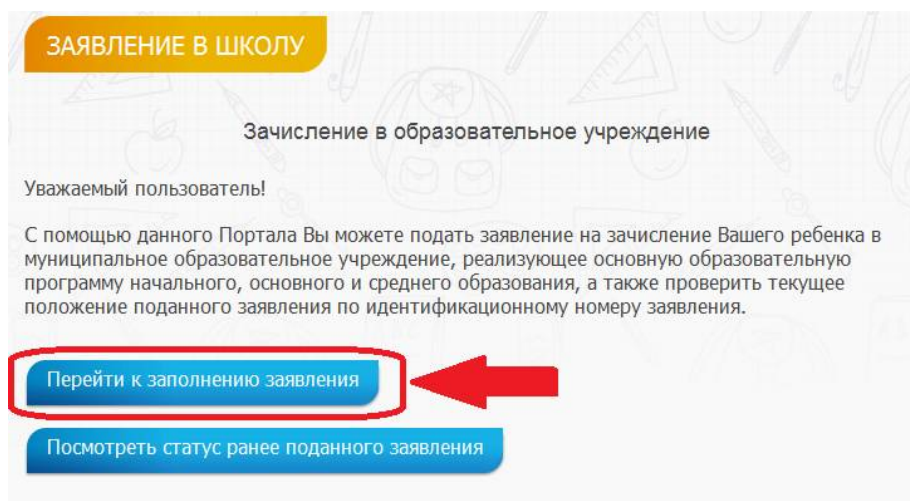 ЗАЯВЛЕНИЕ В ШКОЛУ
Зачисление в образовательное учреждение
Уважаемый пользователь!
С помощью данного Портала Вы можете подать заявление на зачисление Вашего ребенка в
муниципальное образовательное учреждение, реализующее основную образовательную
программу начального, основного и среднего образования, а также проверить текущее
положение поданного заявления по идентификационному номеру заявления.
Перейти к заполнению заявления
Посмотреть статус ранее поданного заявления